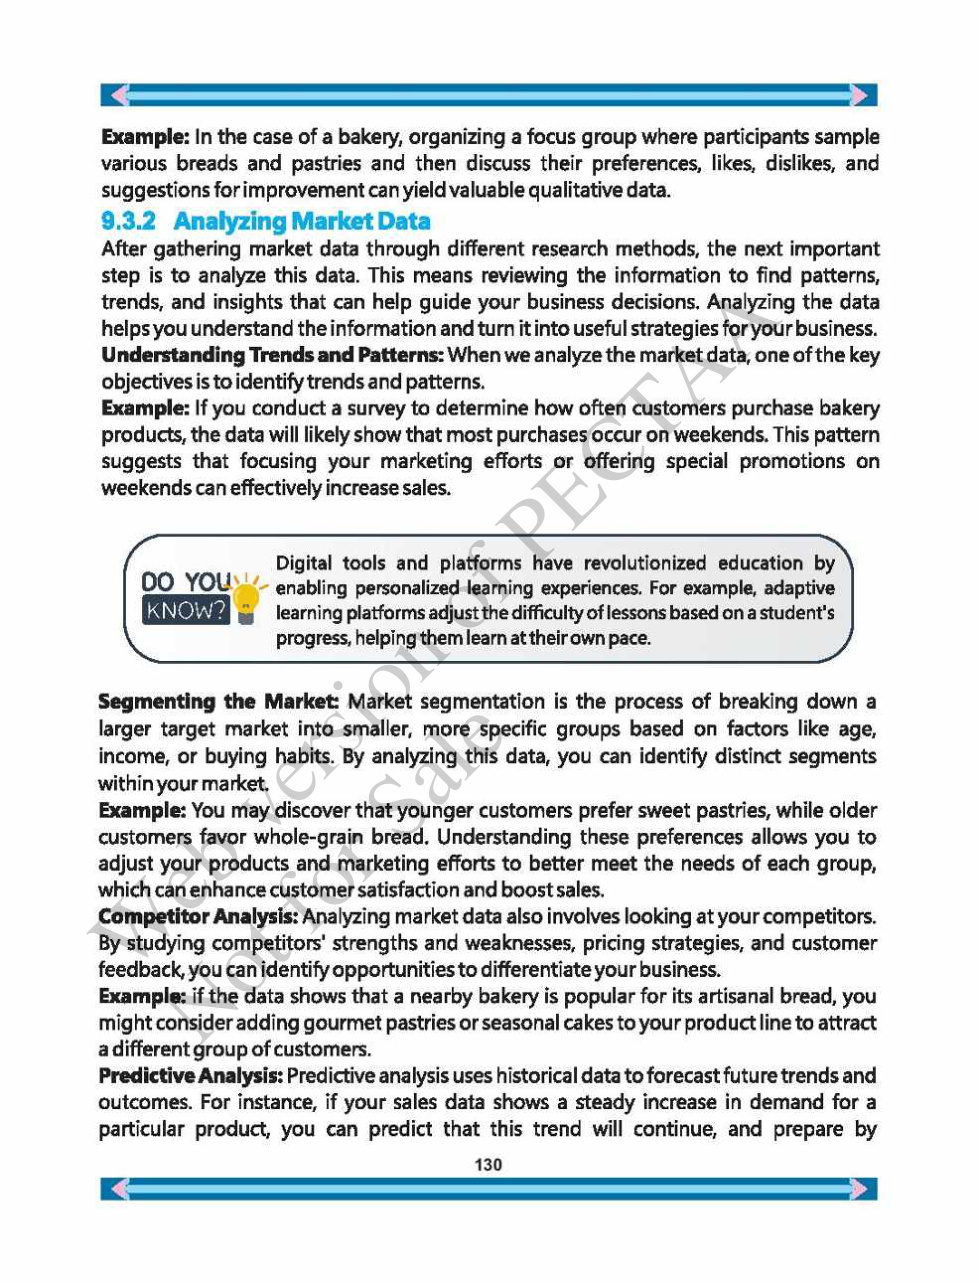 Example: In the case of a bakery, organizing a focus group where participants sample
various breads and pastries and then discuss their preferences, likes, dislikes, and
suggestions for improvement can yield valuable qualitative data.
9.3.2 Analyzing Market Data
After gathering market data through different research methods, the next important
step is to analyze this data. This means reviewing the information to find patterns,
trends, and insights that can help guide your business decisions. Analyzing the data
helps you understand the information and turn it into useful strategies for your business.
Understanding Trends and Patterns: When we analyze the market data, one of the key
objectives is to identify trends and patterns.
Example: If you conduct a survey to determine how often customers purchase bakery
products, the data will likely show that most purchases occur on weekends. This pattern
suggests that focusing your marketing efforts or offering special promotions on
weekends can effectively increase sales.
DO YOU
KNOW?
Digital tools and platforms have revolutionized education by
enabling personalized learning experiences. For example, adaptive
learning platforms adjust the difficulty of lessons based on a student's
progress, helping them learn at their own pace.
Segmenting the Market: Market segmentation is the process of breaking down a
larger target market into smaller, more specific groups based on factors like age,
income, or buying habits. By analyzing this data, you can identify distinct segments
within your market.
Example: You may discover that younger customers prefer sweet pastries, while older
customers favor whole-grain bread. Understanding these preferences allows you to
adjust your products and marketing efforts to better meet the needs of each group,
which can enhance customer satisfaction and boost sales.
Competitor Analysis: Analyzing market data also involves looking at your competitors.
By studying competitors' strengths and weaknesses, pricing strategies, and customer
feedback, you can identify opportunities to differentiate your business.
Example: if the data shows that a nearby bakery is popular for its artisanal bread, you
might consider adding gourmet pastries or seasonal cakes to your product line to attract
a different group of customers.
Predictive Analysis: Predictive analysis uses historical data to forecast future trends and
outcomes. For instance, if your sales data shows a steady increase in demand for a
particular product, you can predict that this trend will continue, and prepare by
130
Web version of PECTAA
Not for Sale